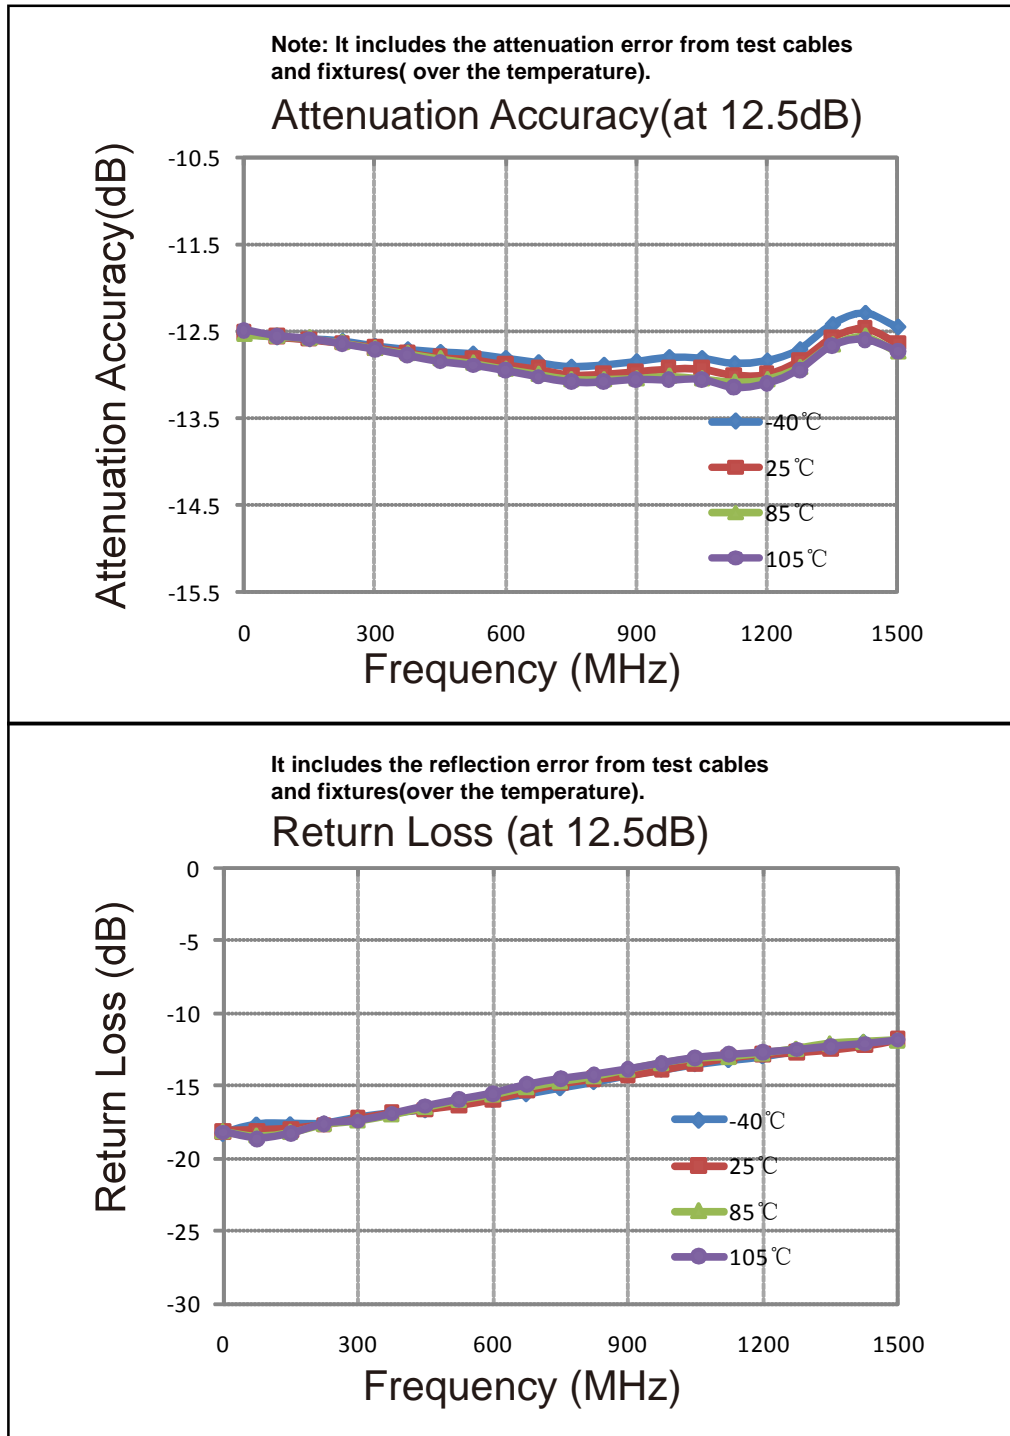 Note: It includes the attenuation error from test cables
and fixtures( over the temperature).
Attenuation Accuracy(at 12.5dB)
Attenuation Accuracy(dB)
-10.5
-11.5
-12.5
-13.5
-14.5
-15.5
-40℃
25℃
85℃
105℃
0 300 600 900 1200 1500
Frequency (MHz)
It includes the reflection error from test cables
and fixtures(over the temperature).
Return Loss (at 12.5dB)
Return Loss (dB)
0
-5
-10
-15
-20
-25
-30
-40℃
25℃
85℃
105℃
0 300 600 900 1200 1500
Frequency (MHz)